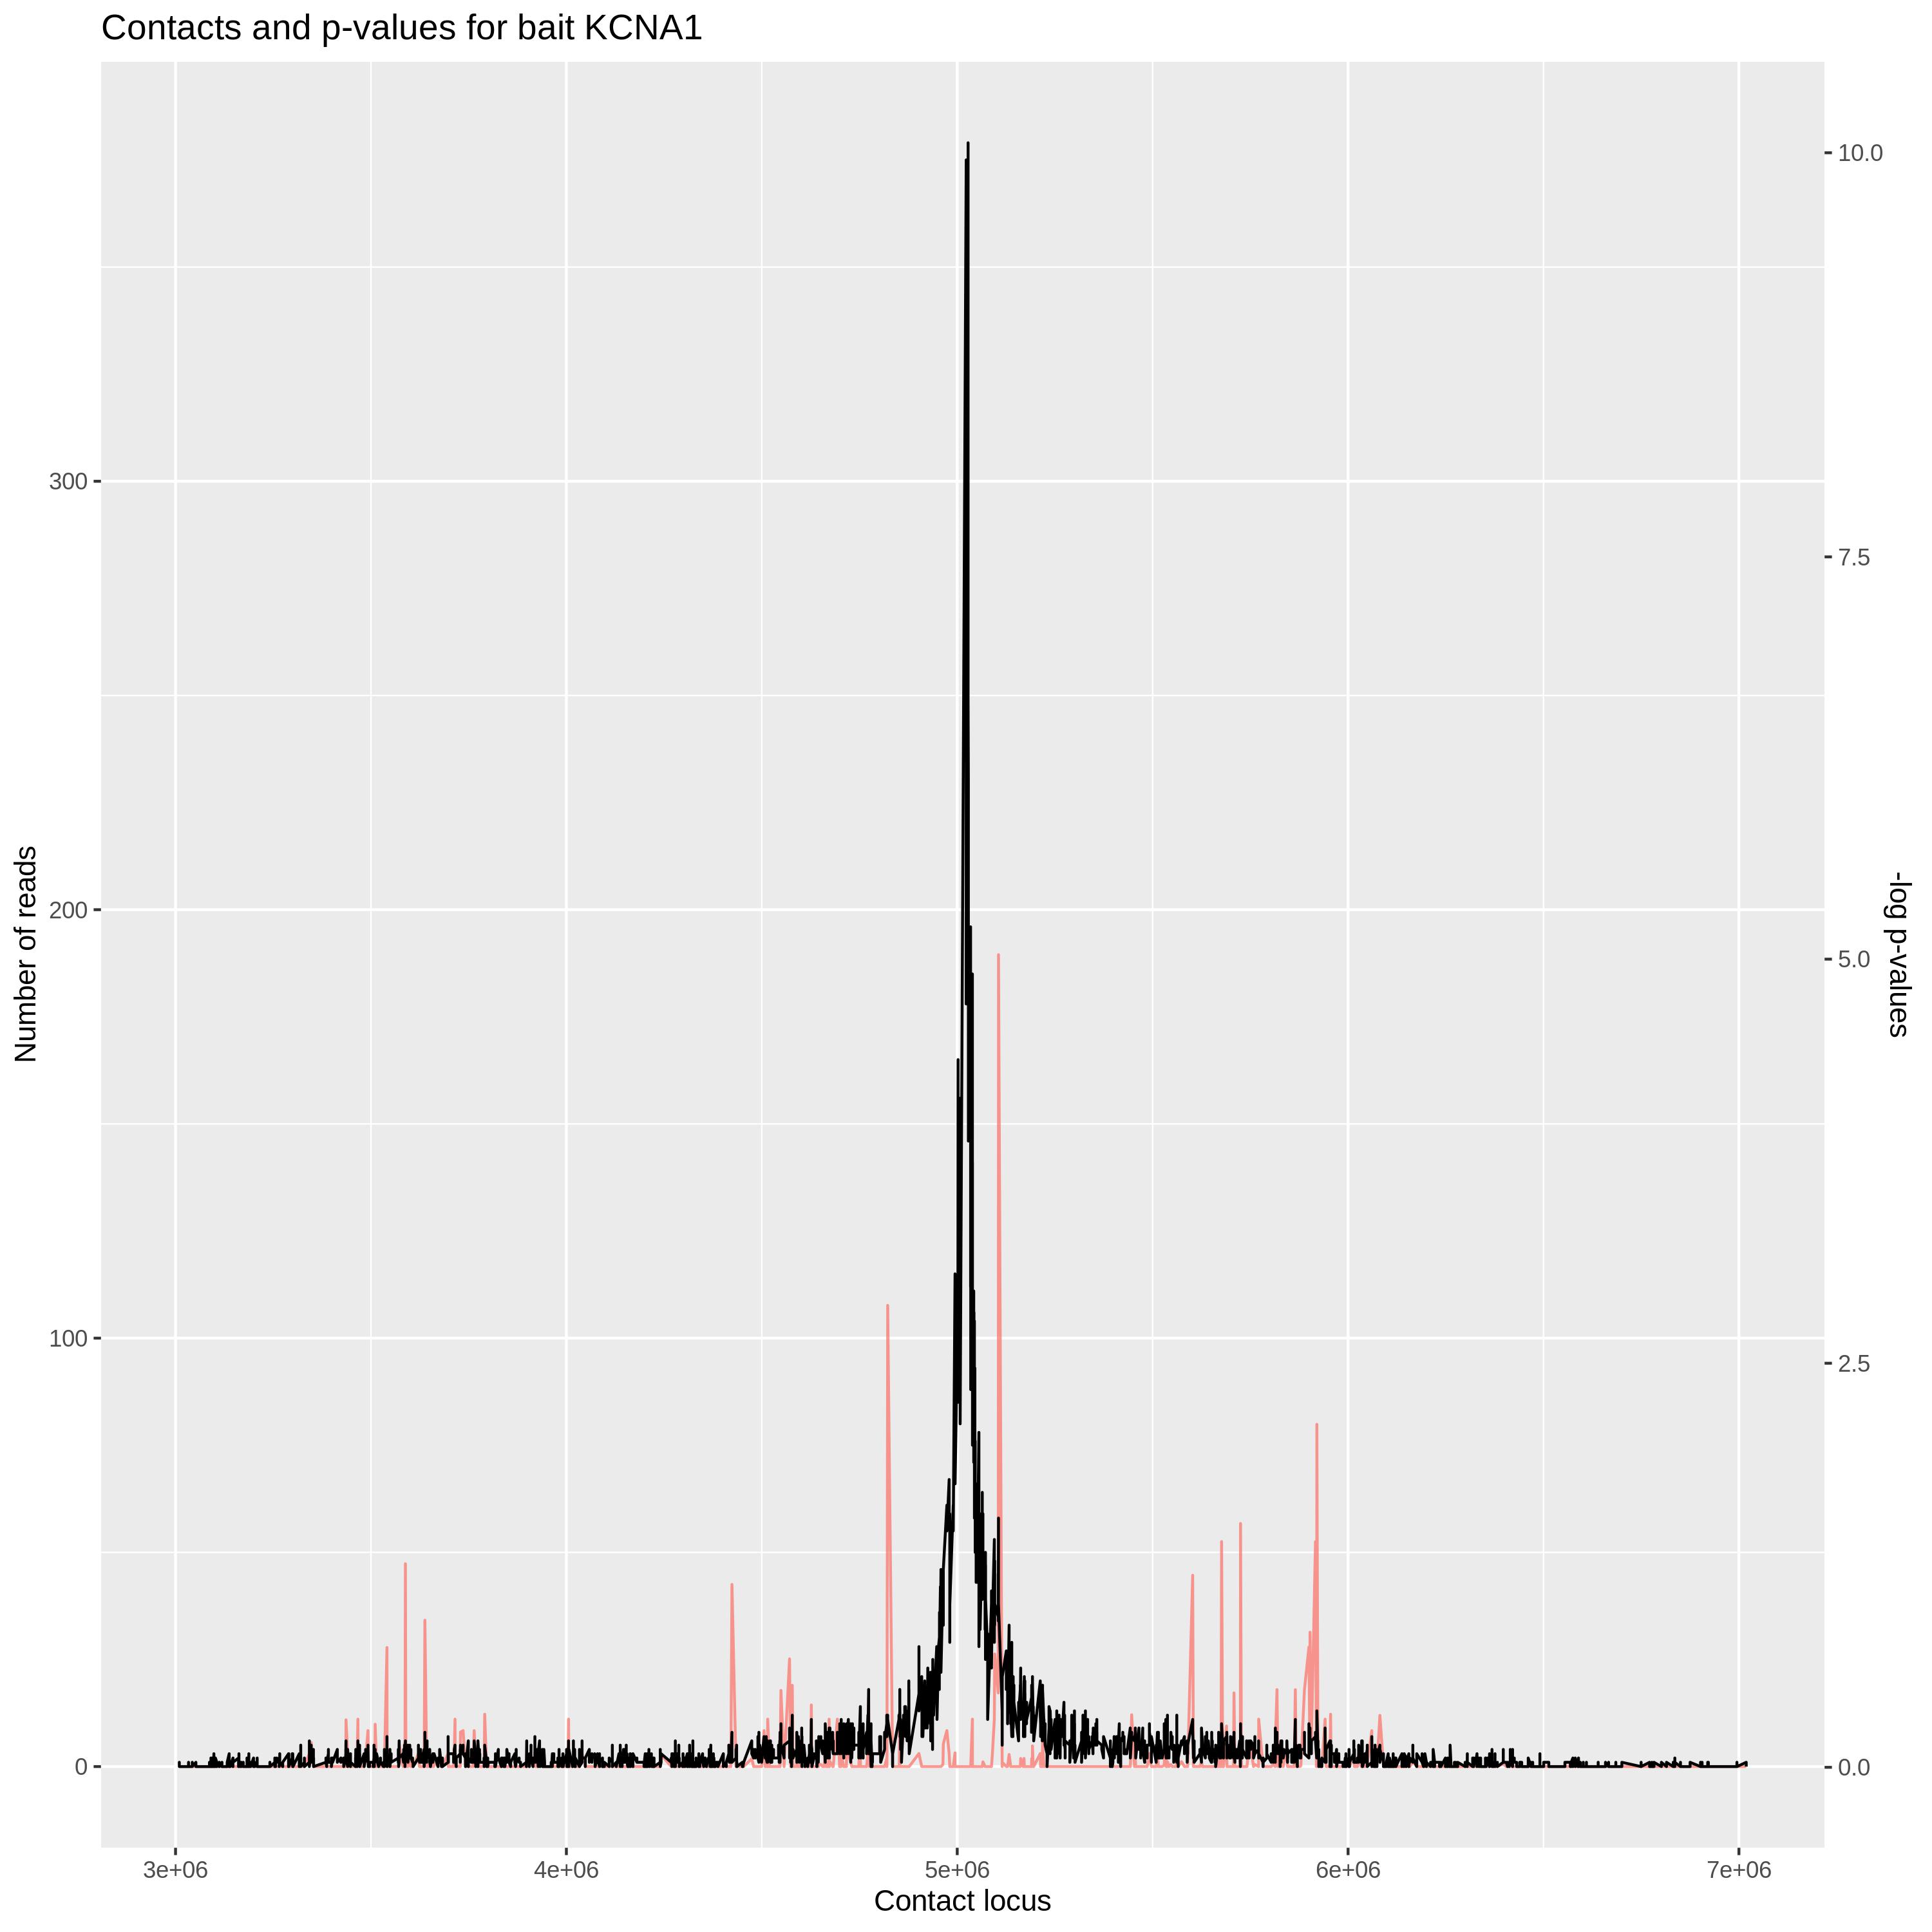 Contacts and p-values for bait KCNA1
Number of reads
300
200
100
0
10.0
7.5
5.0
2.5
0.0
-log p-values
3e+06 4e+06 5e+06 6e+06 7e+06
Contact locus